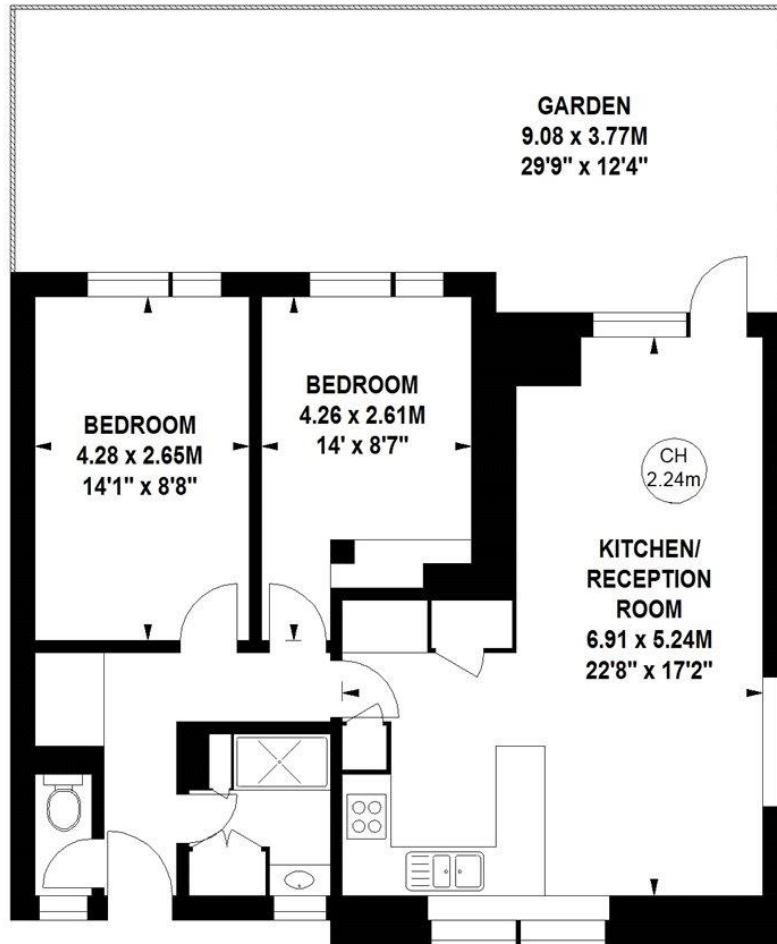 GARDEN
9.08 x 3.77M
29'9" x 12'4"
BEDROOM
4.28 x 2.65M
14'1" x 8'8"
BEDROOM
4.26 x 2.61M
14' x 8'7"
CH
2.24m
KITCHEN/
RECEPTION
ROOM
6.91 x 5.24M
22'8" x 17'2"